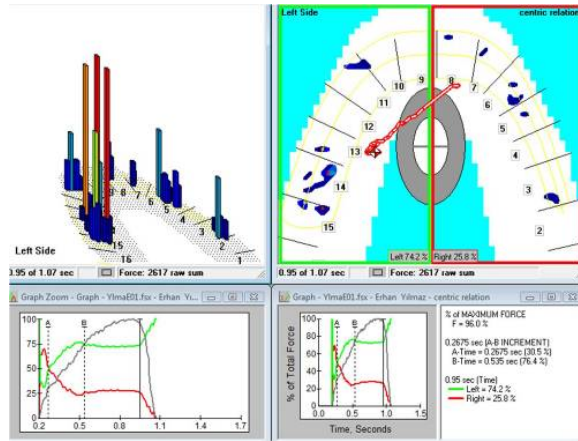 Left Side
centric relation
9
8
10
7
11
6
12
5
13
4
14
3
15
2
Left 74.2 %
Right 25.8 %
8
7
6
5
4
3
2
1
15
16
Left Side
0.95 of 1.07 sec
Force: 2617 raw sum
0.95 of 1.07 sec
Force: 2617 raw sum
Graph Zoom - Graph - YlmaE01.fsx - Erhan
Graph - YlmaE01.fsx - Erhan Yılmaz - centric relation
100
75
50
25
0
A
B
0.2
0.5
0.8
1.1
1.4
1.7
% of Total Force
100
75
50
25
0
A
B
0.0
0.5
1.0
1.5
Time, Seconds
% of MAXIMUM FORCE
F = 96.0 %
0.2675 sec (A-B INCREMENT)
A-Time = 0.2675 sec (30.5 %)
B-Time = 0.535 sec (76.4 %)
0.95 sec (Time)
Left = 74.2 %
Right = 25.8 %